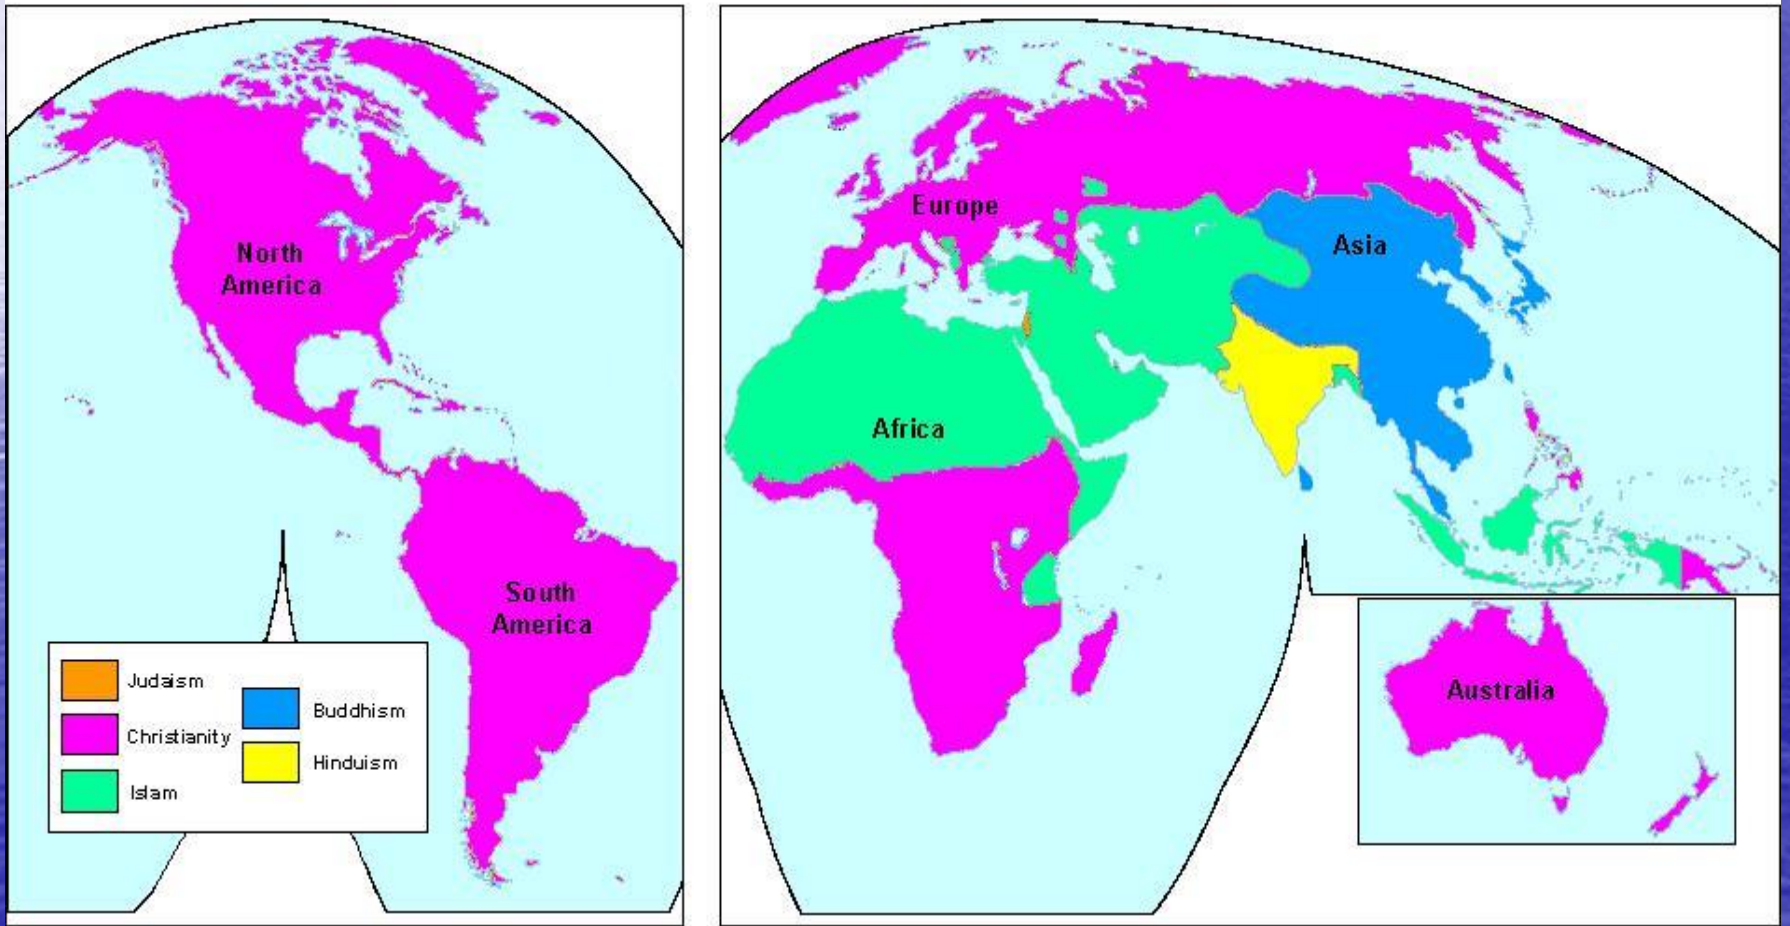 North
America
South
America
Judaism
Christianity
Islam
Buddhism
Hinduism
Europe
Asia
Africa
Australia